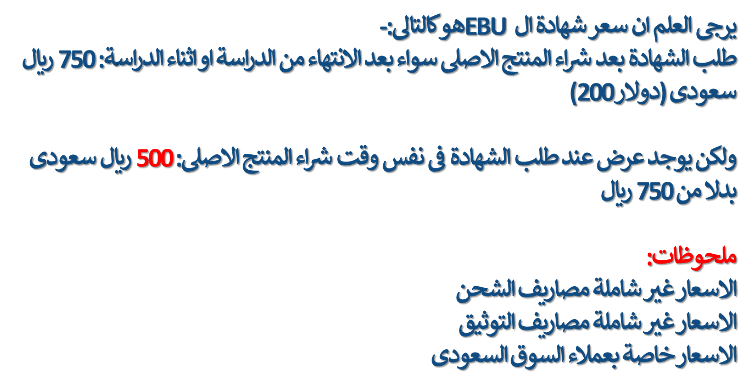 يرجى العلم ان سعر شهادة ال EBU هو كالتالى:-
طلب الشهادة بعد شراء المنتج الاصلى سواء بعد الانتهاء من الدراسة او اثناء الدراسة: 750 ريال
سعودى (دولار 200)
ولكن يوجد عرض عند طلب الشهادة فى نفس وقت شراء المنتج الاصلى: 500 ريال سعودى
بدلا من 750 ريال
ملحوظات:
الاسعار غير شاملة مصاريف الشحن
الاسعار غير شاملة مصاريف التوثيق
الاسعار خاصة بعملاء السوق السعودى